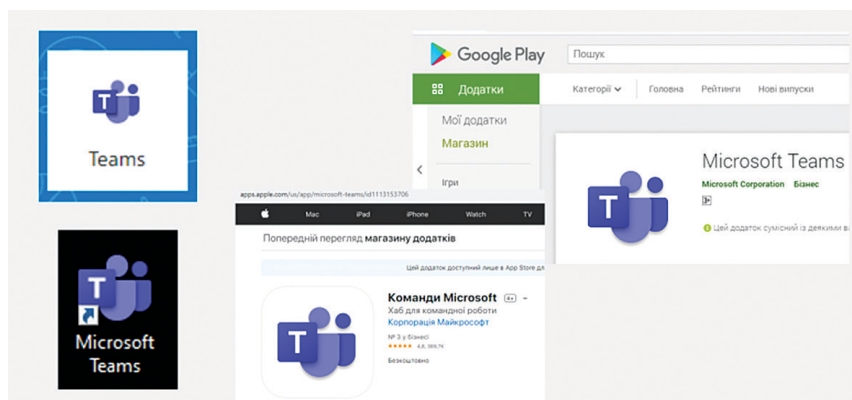 T
Teams
T
Microsoft
Teams
Google Play
Пошук
Додатки
Категорії
Головна
Рейтинги
Нові випуски
Мої додатки
Магазин
Ігри
T
Microsoft Teams
Microsoft Corporation Бізнес
3+
Цей додаток сумісний із деякими
apps.apple.com/us/app/microsoft-teams/id1113153706
Mac iPad iPhone Watch TV
Попередній перегляд магазину додатків
Цей додаток доступний лише в App Store
T
Команди Microsoft 4+
Хаб для командної роботи
Корпорація Майкрософт
№ 3 у бізнесі
★★★★★ 4,8,
Безкоштовно